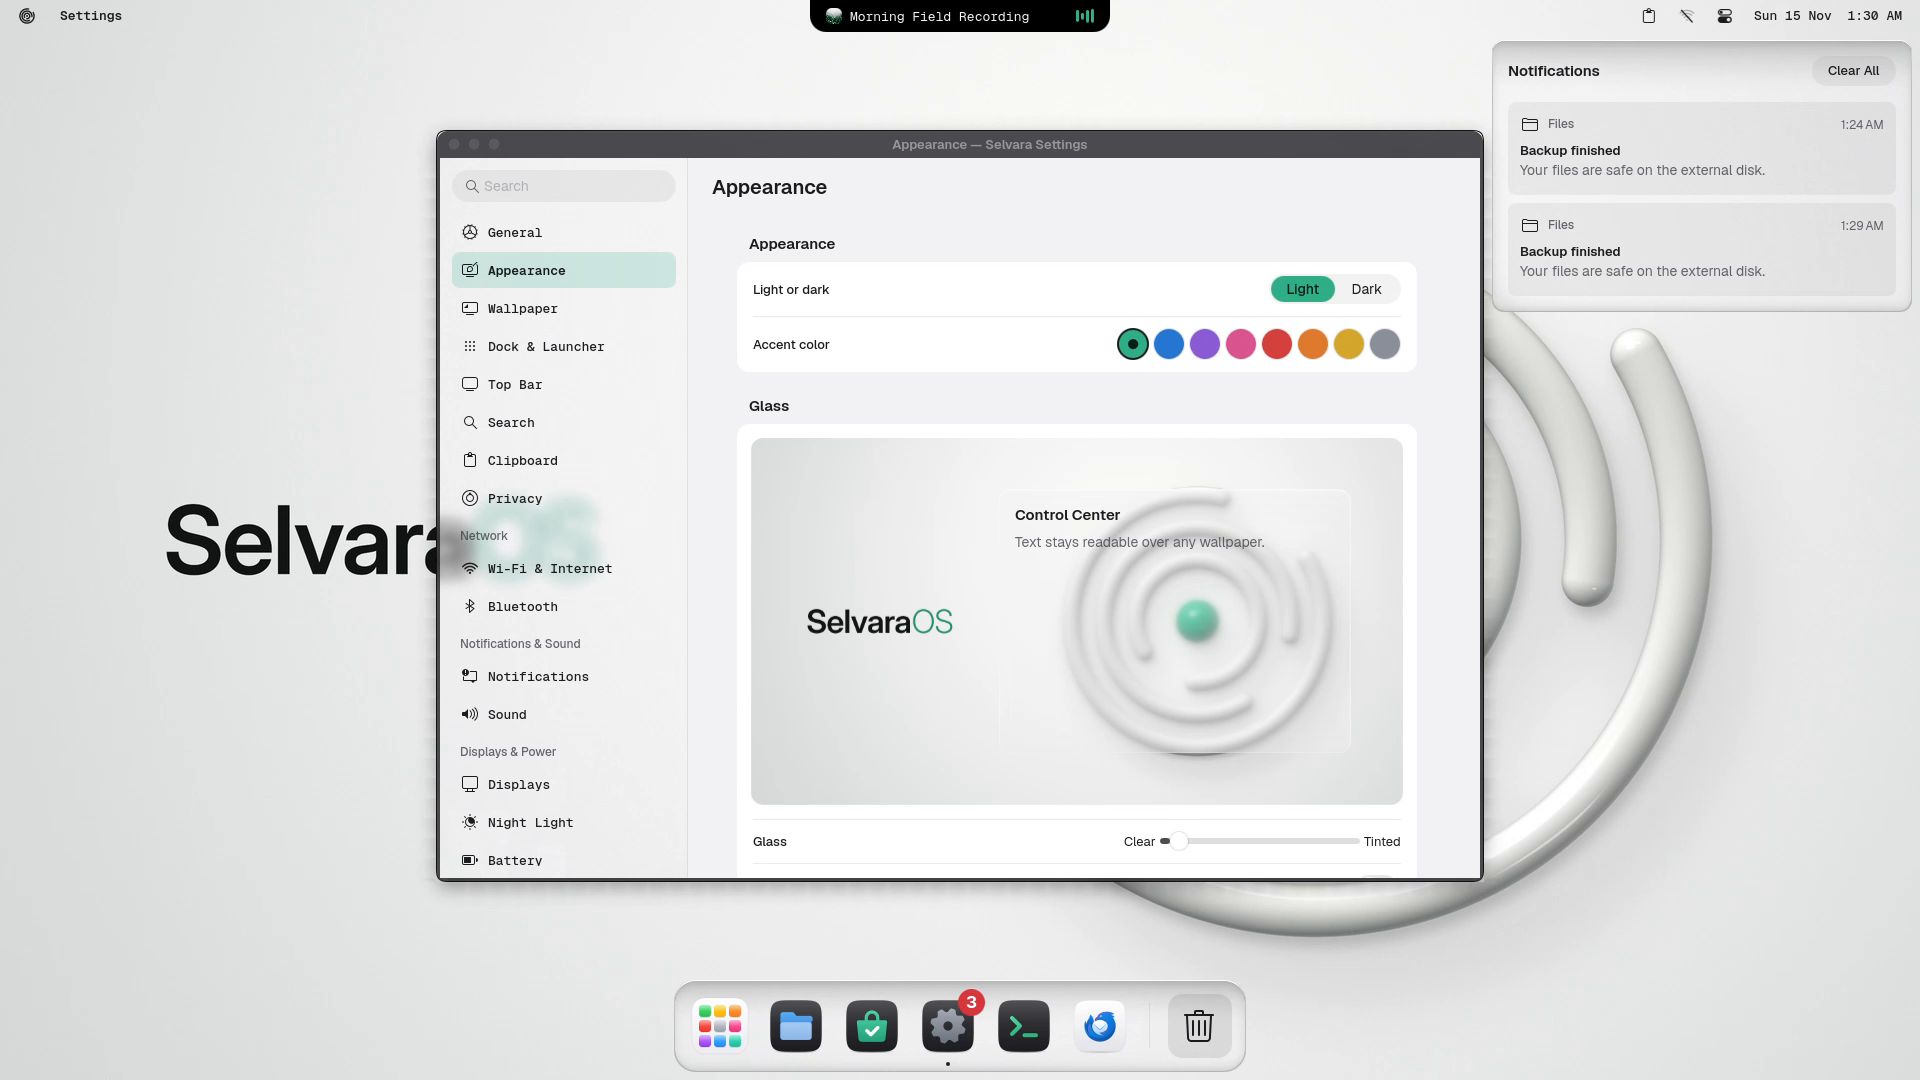 Settings
Morning Field Recording
Sun 15 Nov 1:30 AM
Notifications
Clear All
Files
1:24 AM
Backup finished
Your files are safe on the external disk.
Files
1:29 AM
Backup finished
Your files are safe on the external disk.
Appearance — Selvara Settings
Search
General
Appearance
Wallpaper
Dock & Launcher
Top Bar
Search
Clipboard
Privacy
Network
Wi-Fi & Internet
Bluetooth
Notifications & Sound
Notifications
Sound
Displays & Power
Displays
Night Light
Battery
Appearance
Appearance
Light or dark
Light
Dark
Accent color
Glass
Control Center
Text stays readable over any wallpaper.
SelvaraOS
Glass
Clear
Tinted
SelvaraOS
3